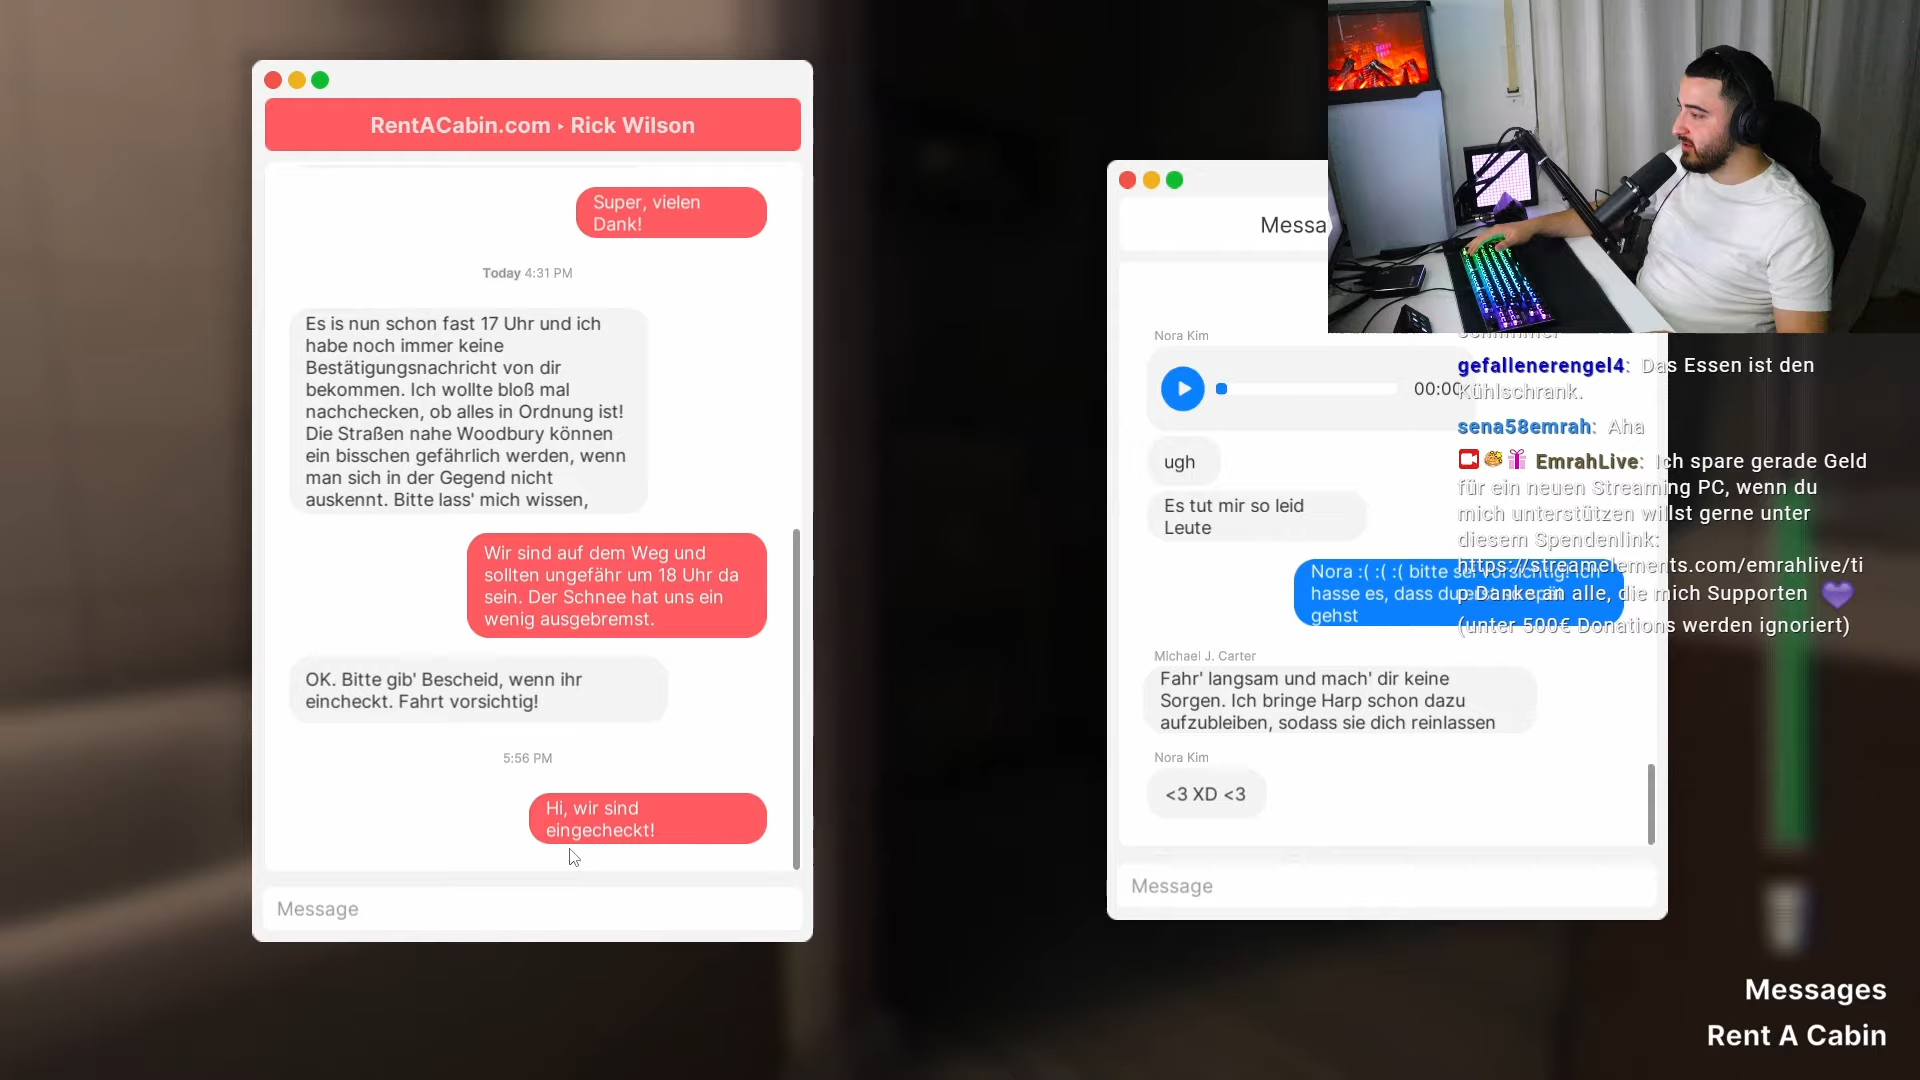 RentACabin.com · Rick Wilson
Super, vielen
Dank!
Today 4:31 PM
Es is nun schon fast 17 Uhr und ich
habe noch immer keine
Bestätigungsnachricht von dir
bekommen. Ich wollte bloß mal
nachchecken, ob alles in Ordnung ist!
Die Straßen nahe Woodbury können
ein bisschen gefährlich werden, wenn
man sich in der Gegend nicht
auskennt. Bitte lass' mich wissen,
Wir sind auf dem Weg und
sollten ungefähr um 18 Uhr da
sein. Der Schnee hat uns ein
wenig ausgebremst.
OK. Bitte gib' Bescheid, wenn ihr
eincheckt. Fahrt vorsichtig!
5:56 PM
Hi, wir sind
eingecheckt!
Message
Messa
Nora Kim
00:00
ugh
Es tut mir so leid
Leute
Nora :( :( :( bitte sei vorsichtig! Ich
hasse es, dass du
gehst
Michael J. Carter
Fahr' langsam und mach' dir keine
Sorgen. Ich bringe Harp schon dazu
aufzubleiben, sodass sie dich reinlassen
Nora Kim
<3 XD <3
Message
gefallenerengel4: Das Essen ist den
Kühlschrank.
sena58emrah: Aha
EmrahLive: Ich spare gerade Geld
für ein neuen Streaming PC, wenn du
mich unterstützen willst gerne unter
diesem Spendenlink:
https://streamelements.com/emrahlive/ti
p Danke an alle, die mich Supporten
(unter 500€ Donations werden ignoriert)
Messages
Rent A Cabin